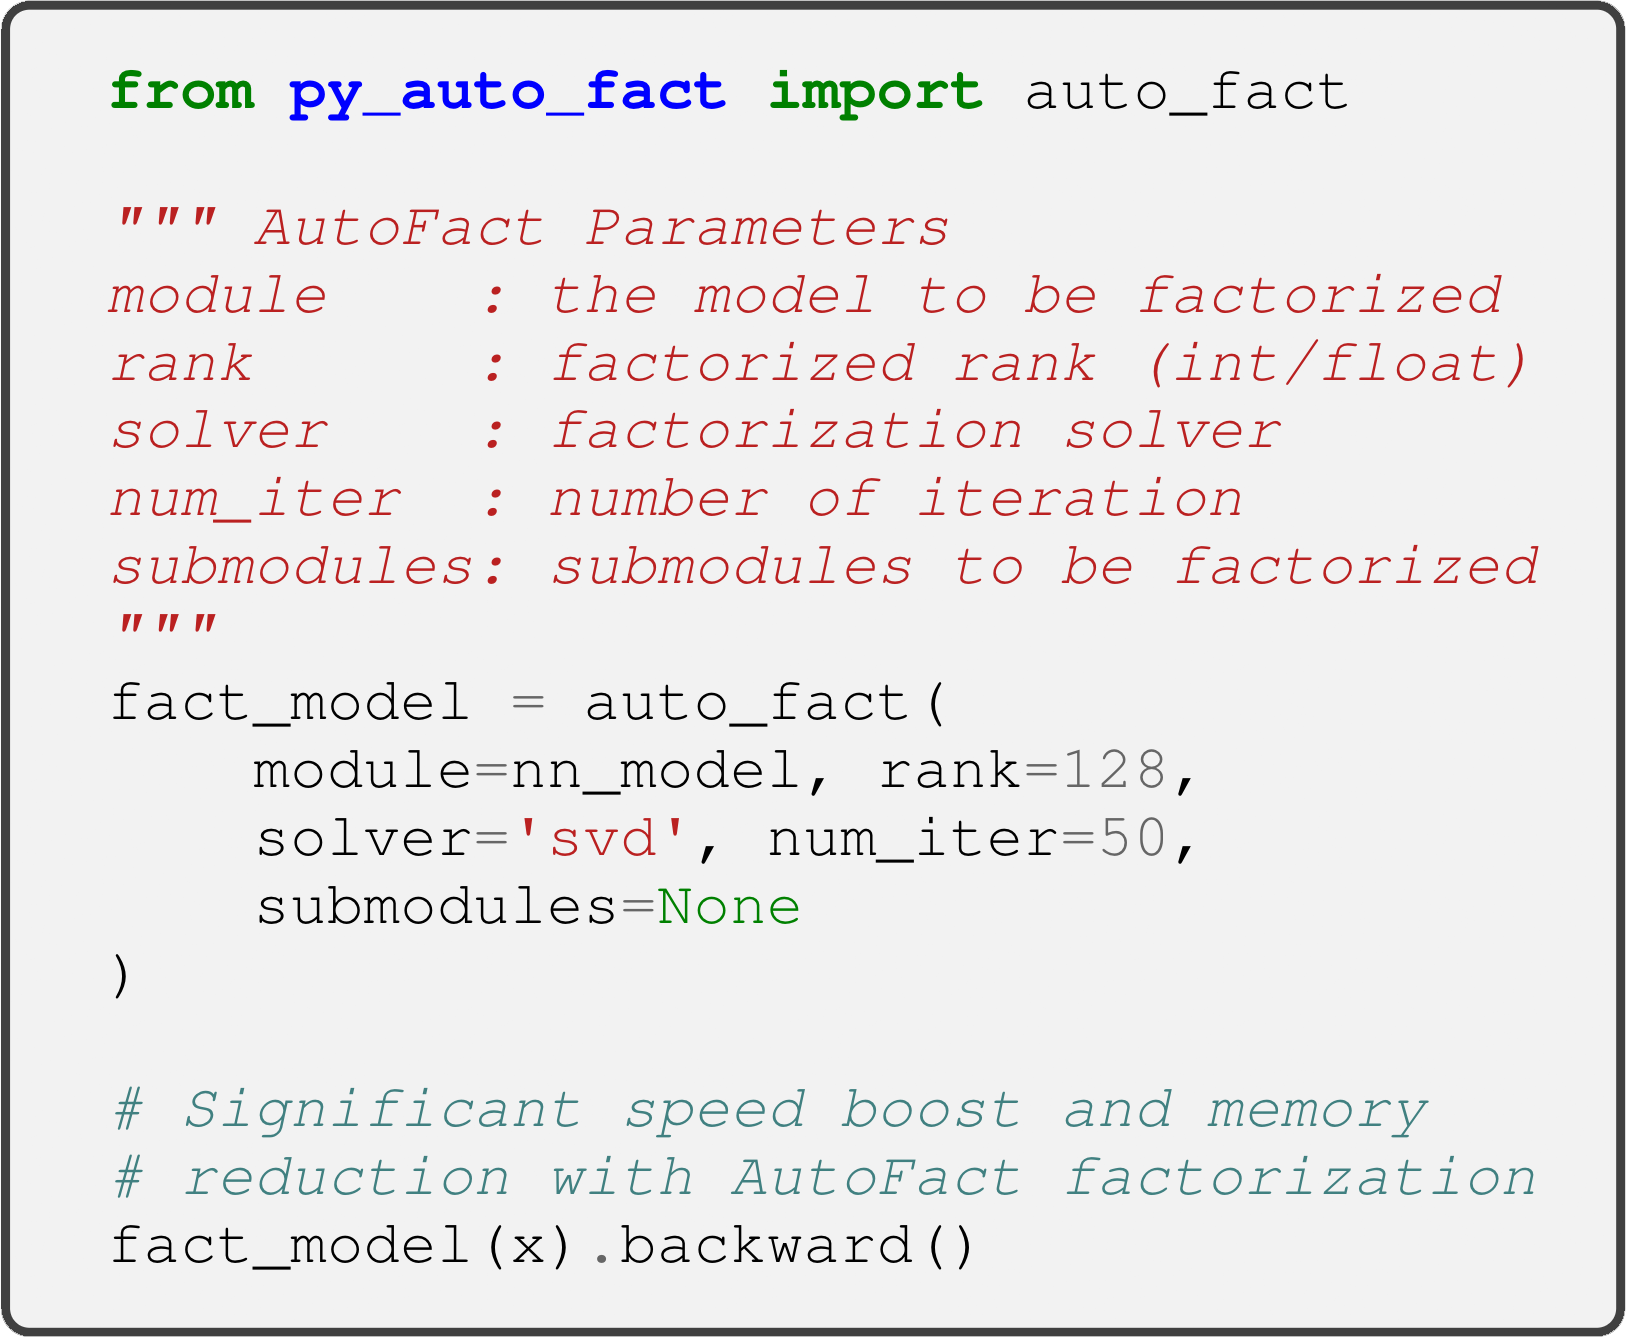 from py_auto_fact import auto_fact
""" AutoFact Parameters
module    : the model to be factorized
rank      : factorized rank (int/float)
solver    : factorization solver
num_iter  : number of iteration
submodules: submodules to be factorized
"""
fact_model = auto_fact(
    module=nn_model, rank=128,
    solver='svd', num_iter=50,
    submodules=None
)
# Significant speed boost and memory
# reduction with AutoFact factorization
fact_model(x).backward()